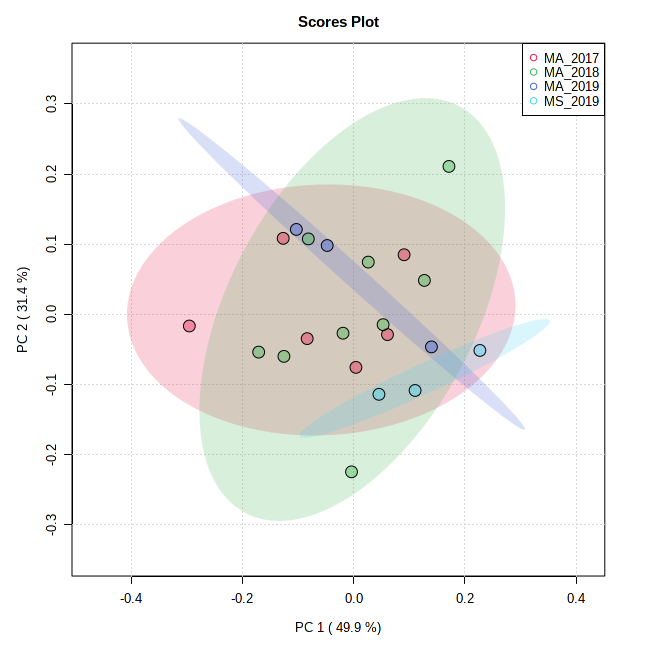 Scores Plot
MA_2017
MA_2018
MA_2019
MS_2019
0.3
0.2
0.1
0.0
-0.1
-0.2
-0.3
PC 2 ( 31.4 %)
-0.4 -0.2 0.0 0.2 0.4
PC 1 ( 49.9 %)